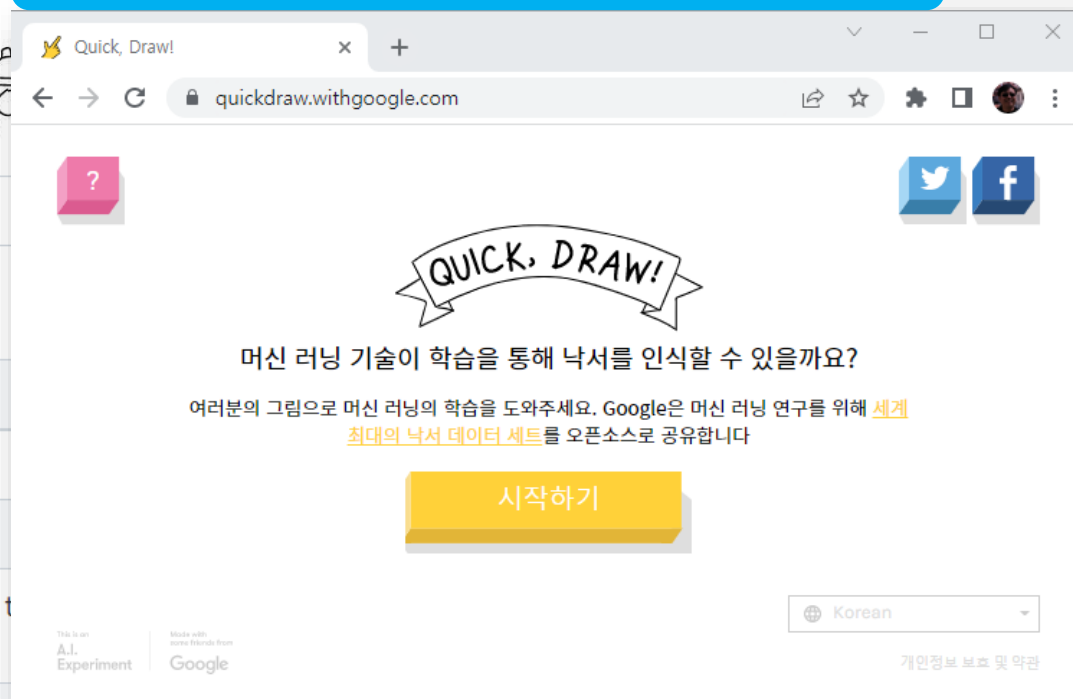 Quick, Draw!
quickdraw.withgoogle.com
?
QUICK, DRAW!
머신 러닝 기술이 학습을 통해 낙서를 인식할 수 있을까요?
여러분의 그림으로 머신 러닝의 학습을 도와주세요. Google은 머신 러닝 연구를 위해 세계
최대의 낙서 데이터 세트를 오픈소스로 공유합니다
시작하기
Korean
This is an
A.I.
Experiment
Made with
some friends from
Google
개인정보 보호 및 약관